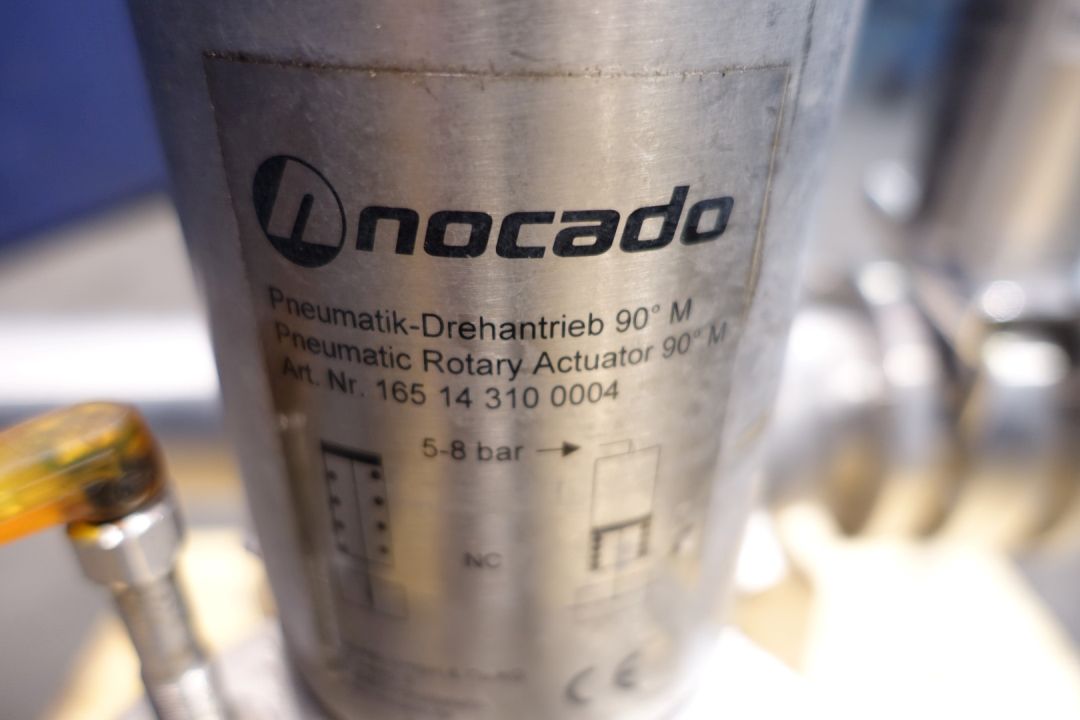 nocado
Pneumatik-Drehantrieb 90° M
Pneumatic Rotary Actuator 90° M
Art. Nr. 165 14 310 0004
5-8 bar
NC
CE